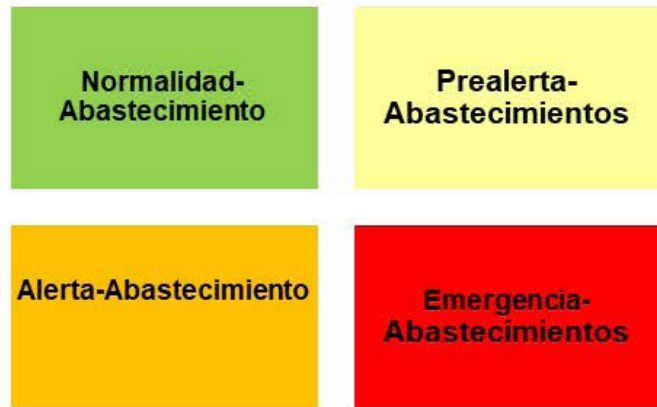 Normalidad-
Abastecimiento
Prealerta-
Abastecimientos
Alerta-Abastecimiento
Emergencia-
Abastecimientos